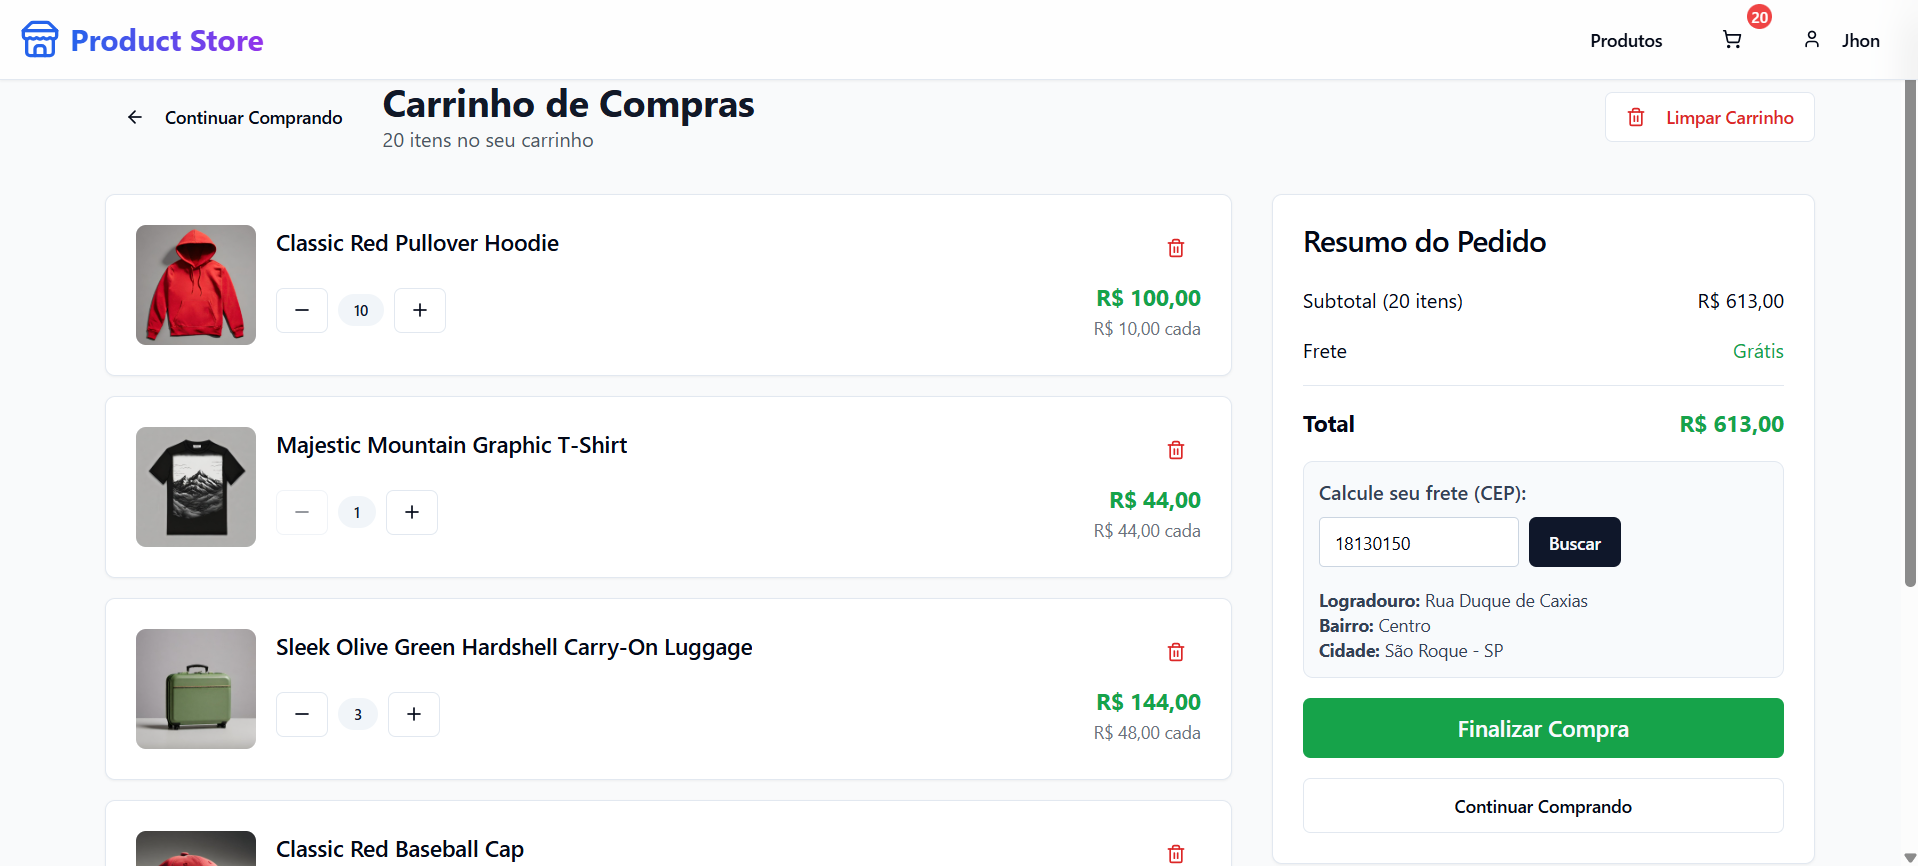 Product Store
Produtos
20
Jhon
Continuar Comprando
Carrinho de Compras
20 itens no seu carrinho
Limpar Carrinho
Classic Red Pullover Hoodie
10
R$ 100,00
R$ 10,00 cada
Majestic Mountain Graphic T-Shirt
1
R$ 44,00
R$ 44,00 cada
Sleek Olive Green Hardshell Carry-On Luggage
3
R$ 144,00
R$ 48,00 cada
Classic Red Baseball Cap
Resumo do Pedido
Subtotal (20 itens) R$ 613,00
Frete Grátis
Total R$ 613,00
Calcule seu frete (CEP):
18130150 Buscar
Logradouro: Rua Duque de Caxias
Bairro: Centro
Cidade: São Roque - SP
Finalizar Compra
Continuar Comprando